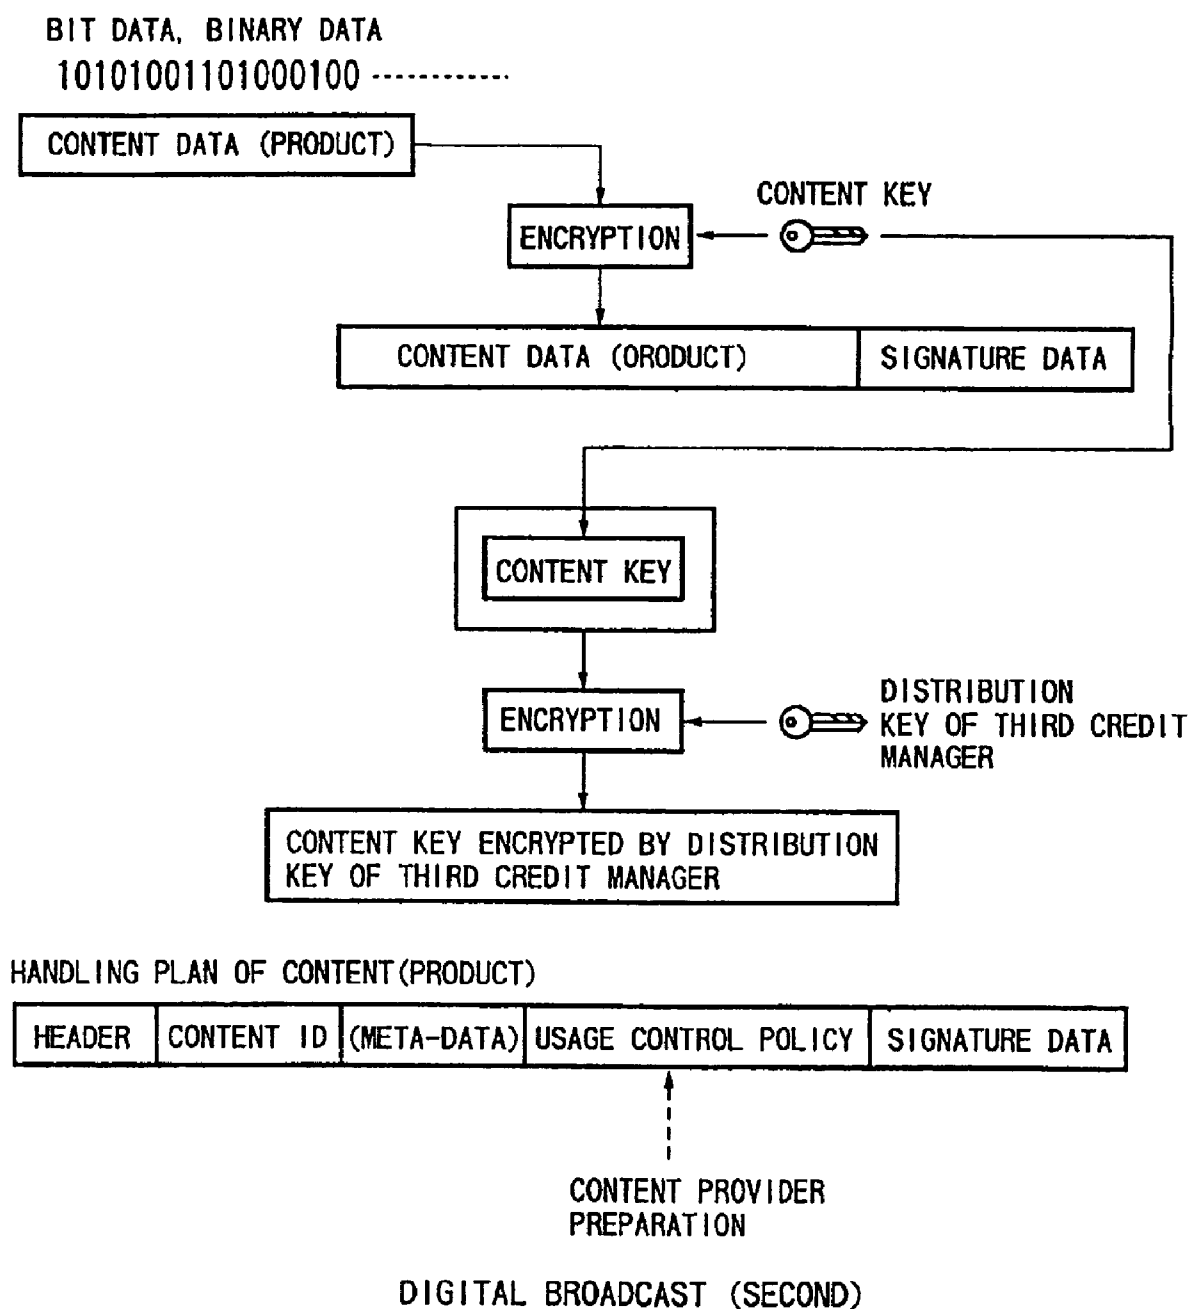 BIT DATA, BINARY DATA
10101001101000100 ------------
CONTENT DATA (PRODUCT)
CONTENT KEY
ENCRYPTION
CONTENT DATA (ORODUCT)
SIGNATURE DATA
CONTENT KEY
ENCRYPTION
DISTRIBUTION
KEY OF THIRD CREDIT
MANAGER
CONTENT KEY ENCRYPTED BY DISTRIBUTION
KEY OF THIRD CREDIT MANAGER
HANDLING PLAN OF CONTENT(PRODUCT)
HEADER
CONTENT ID
(META-DATA)
USAGE CONTROL POLICY
SIGNATURE DATA
CONTENT PROVIDER
PREPARATION
DIGITAL BROADCAST (SECOND)